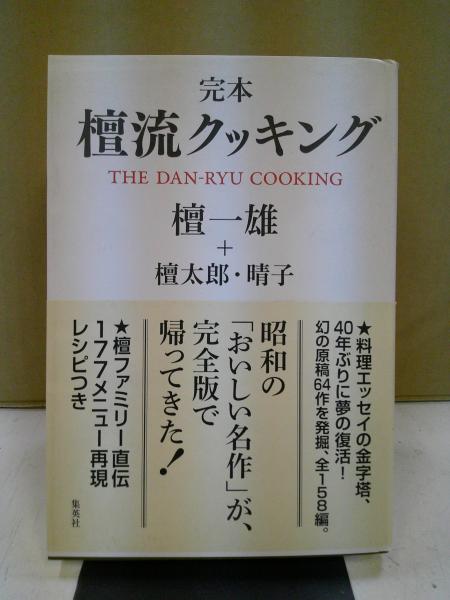 完本
檀流クッキング
THE DAN-RYU COOKING
檀一雄
+
檀太郎・晴子
★料理エッセイの金字塔、
40年ぶりに夢の復活！
幻の原稿64作を発掘、全158編。
昭和の
「おいしい名作」が、
完全版で
帰ってきた！
★檀ファミリー直伝
177メニュー再現
レシピつき
集英社